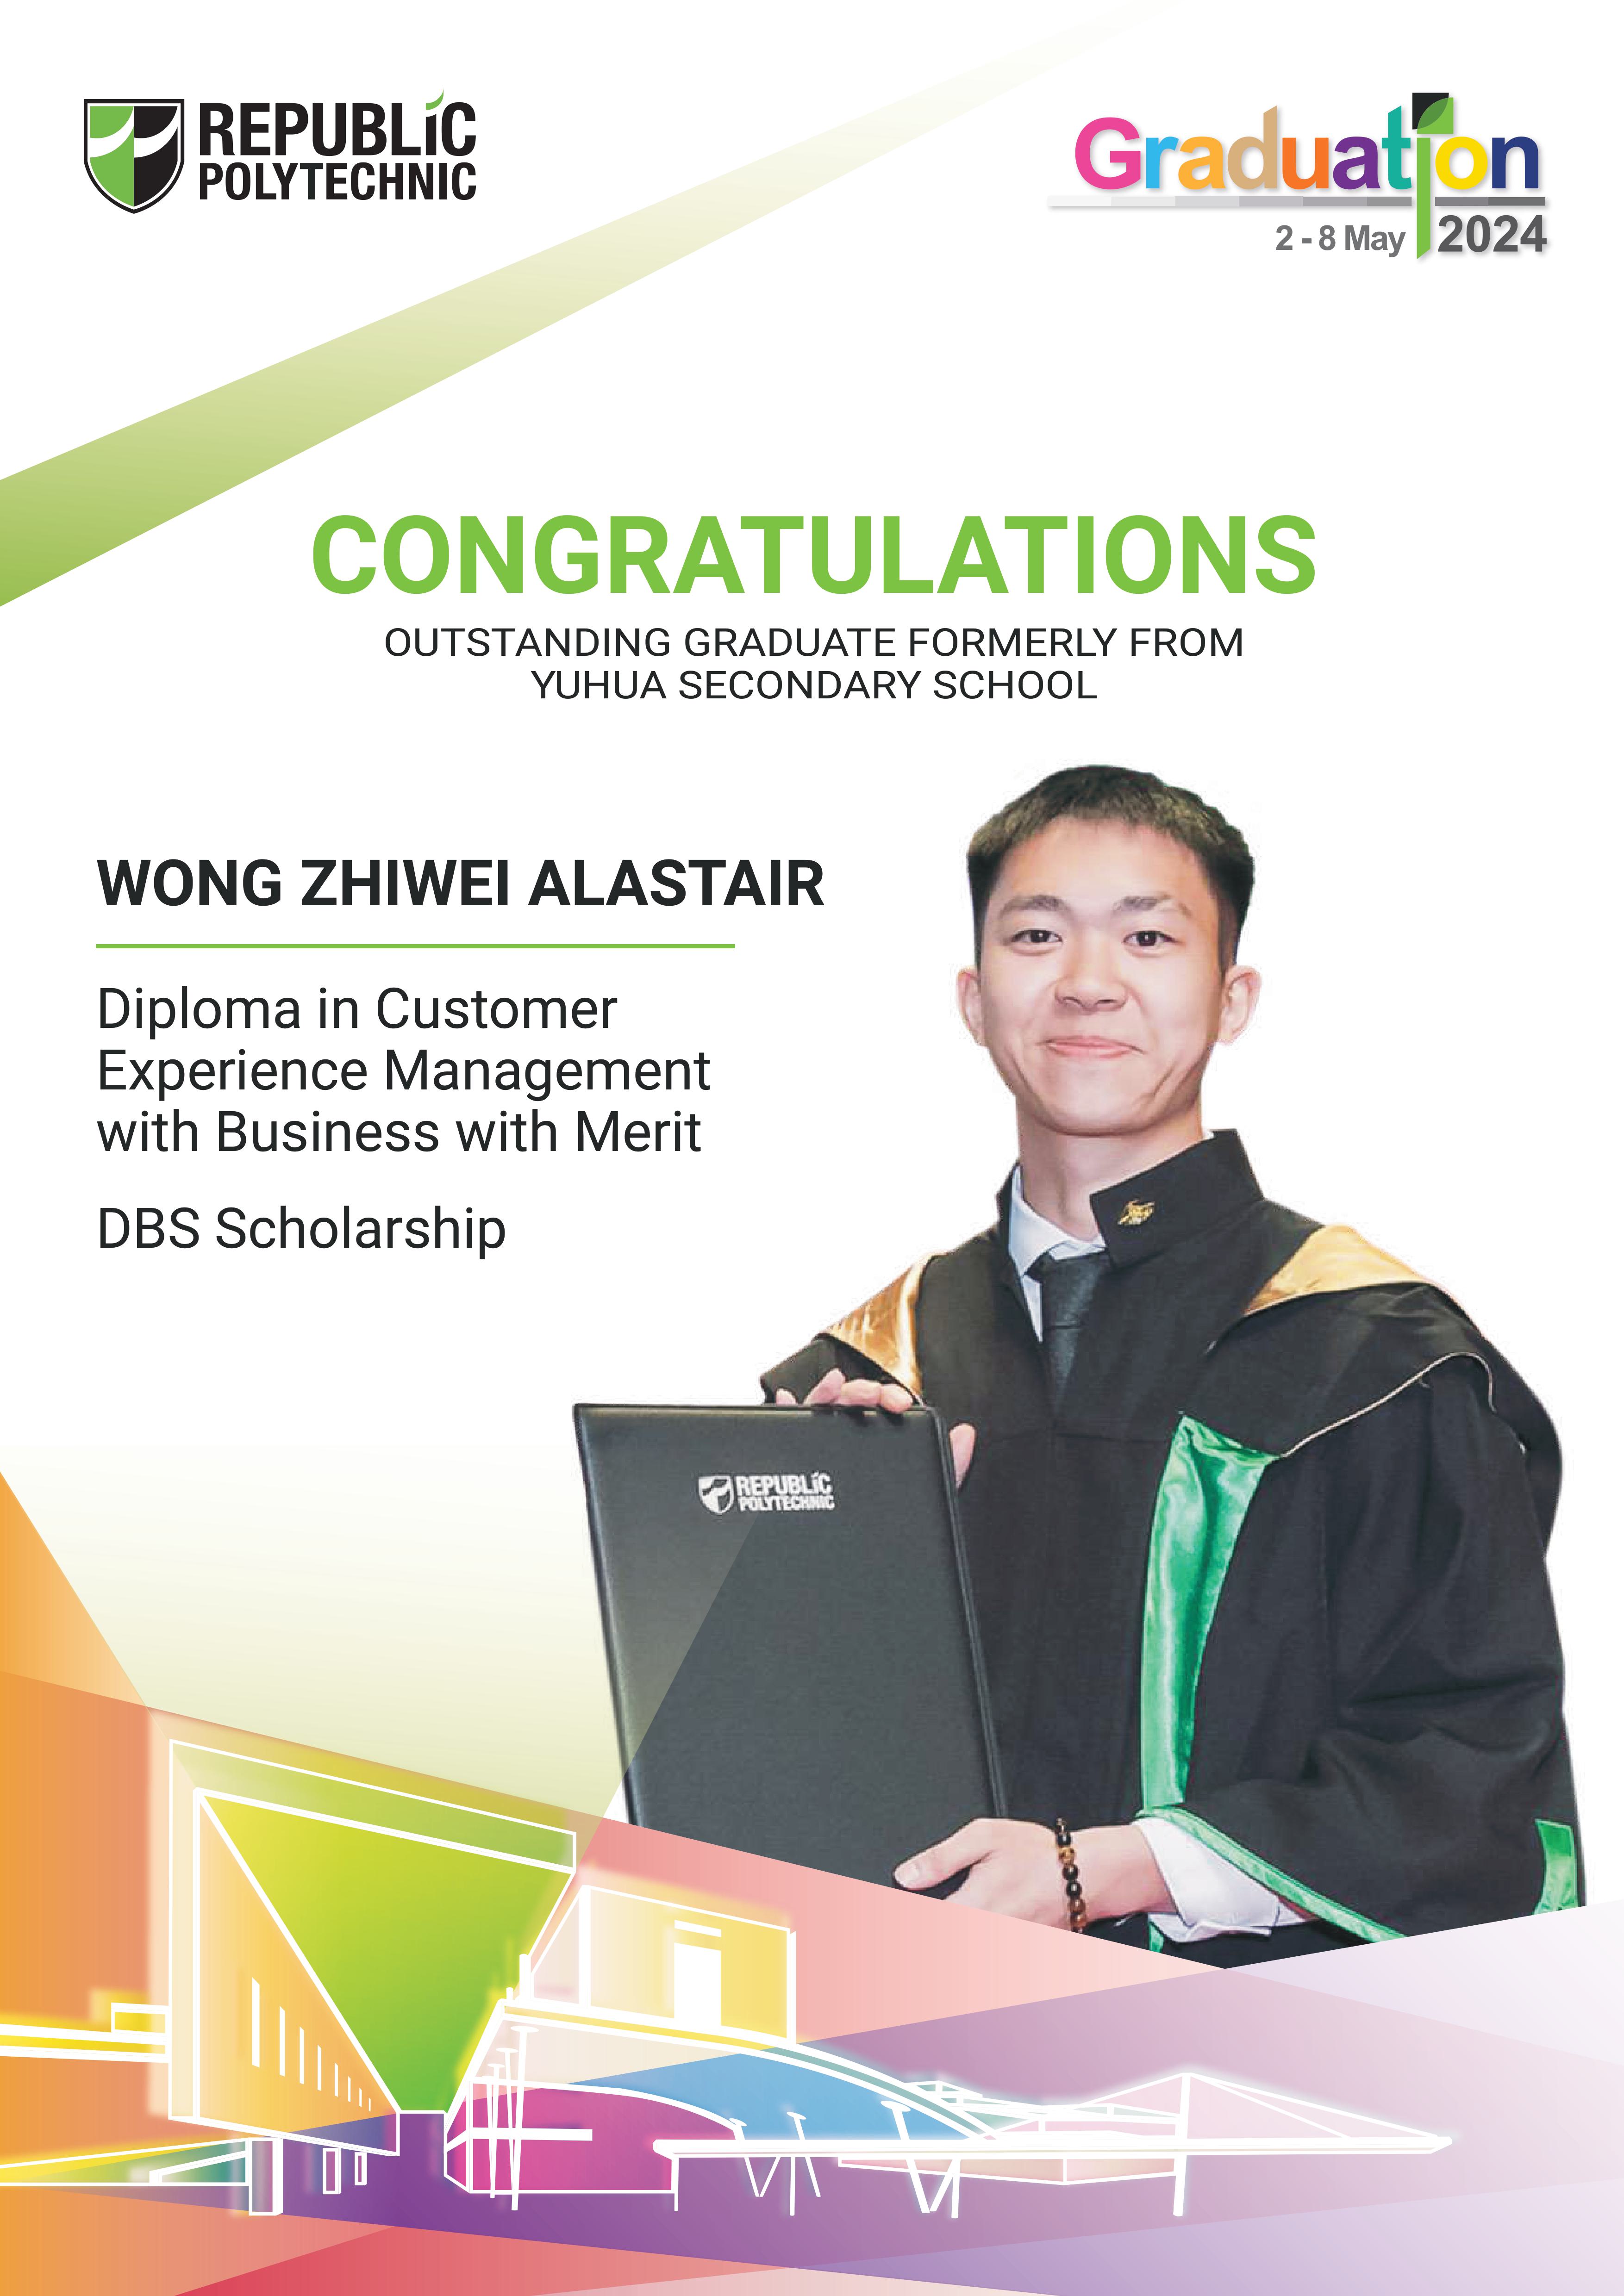 REPUBLIC
POLYTECHNIC
Graduation
2 - 8 May 2024
CONGRATULATIONS
OUTSTANDING GRADUATE FORMERLY FROM
YUHUA SECONDARY SCHOOL
WONG ZHIWEI ALASTAIR
Diploma in Customer
Experience Management
with Business with Merit
DBS Scholarship
REPUBLIC
POLYTECHNIC